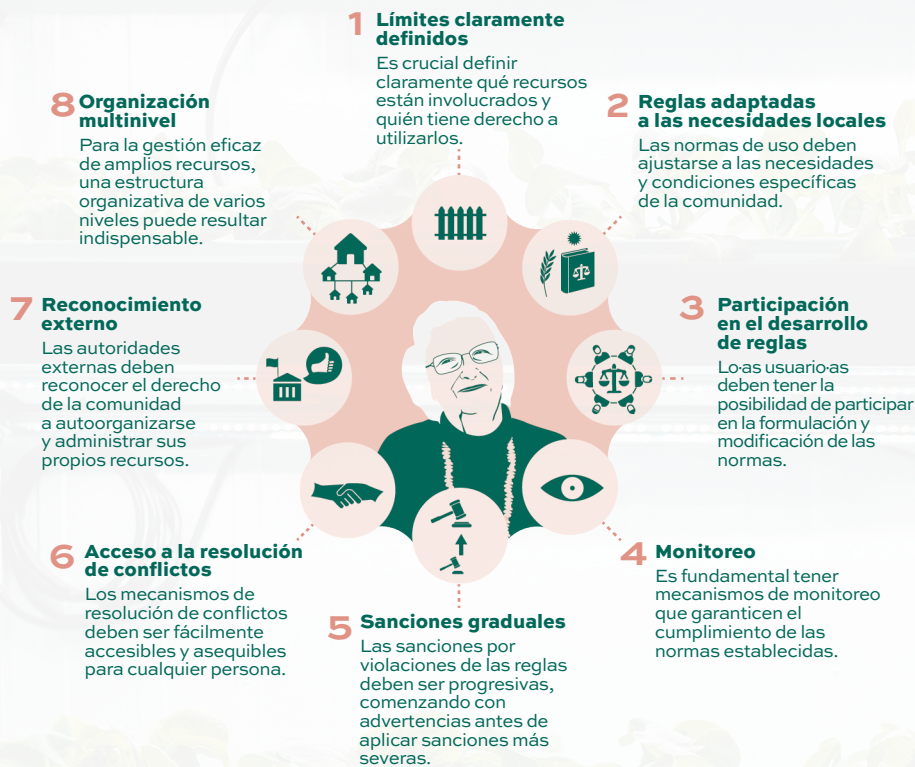 1
Límites claramente
definidos
Es crucial definir
claramente qué recursos
están involucrados y
quién tiene derecho a
utilizarlos.
2
Reglas adaptadas
a las necesidades locales
Las normas de uso deben
ajustarse a las necesidades
y condiciones específicas
de la comunidad.
3
Participación
en el desarrollo
de reglas
Lo·as usuario·as
deben tener la
posibilidad de participar
en la formulación y
modificación de las
normas.
4
Monitoreo
Es fundamental tener
mecanismos de monitoreo
que garanticen el
cumplimiento de las
normas establecidas.
5
Sanciones graduales
Las sanciones por
violaciones de las reglas
deben ser progresivas,
comenzando con
advertencias antes de
aplicar sanciones más
severas.
6
Acceso a la resolución
de conflictos
Los mecanismos de
resolución de conflictos
deben ser fácilmente
accesibles y asequibles
para cualquier persona.
7
Reconocimiento
externo
Las autoridades
externas deben
reconocer el derecho
de la comunidad
a autoorganizarse
y administrar sus
propios recursos.
8
Organización
multinivel
Para la gestión eficaz
de amplios recursos,
una estructura
organizativa de varios
niveles puede resultar
indispensable.